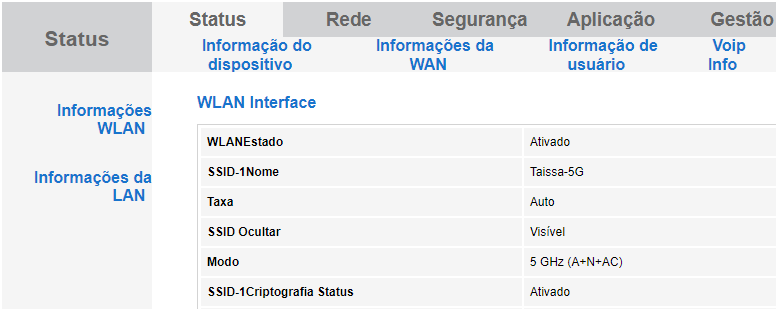 Status
Status Rede Segurança Aplicação Gestão
Informação do dispositivo Informações da WAN Informação de usuário Voip Info
Informações WLAN
Informações da LAN
WLAN Interface
WLANEstado Ativado
SSID-1Nome Taissa-5G
Taxa Auto
SSID Ocultar Visível
Modo 5 GHz (A+N+AC)
SSID-1Criptografia Status Ativado